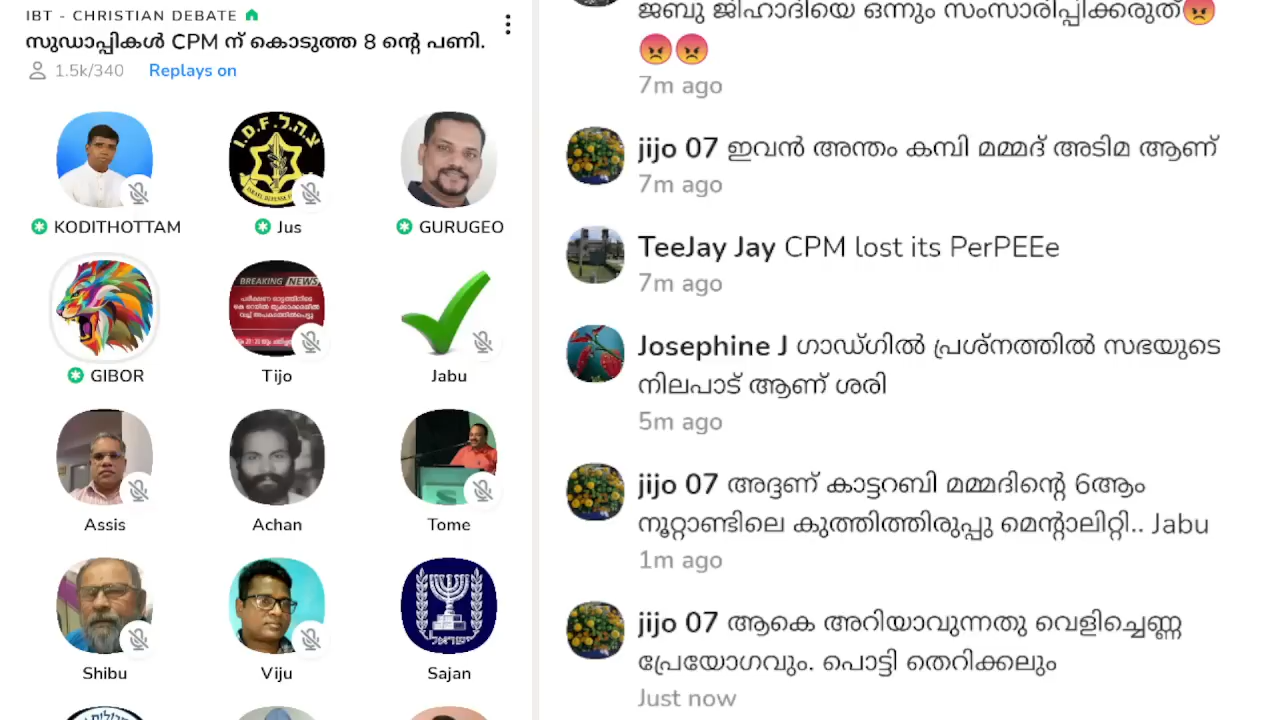 IBT - CHRISTIAN DEBATE
സുഡാപ്പികൾ CPM ന് കൊടുത്ത 8 ന്റെ പണി.
1.5k/340 Replays on
KODITHOTTAM
Jus
GURUGEO
BREAKING NEWS
GIBOR
Tijo
Jabu
Assis
Achan
Tome
Shibu
Viju
Sajan
ജബു ജിഹാദിയെ ഒന്നും സംസാരിപ്പിക്കരുത്😡
😡😡
7m ago
jijo 07 ഇവൻ അന്തം കമ്പി മമ്മദ് അടിമ ആണ്
7m ago
TeeJay Jay CPM lost its PerPEEe
7m ago
Josephine J ഗാഡ്ഗിൽ പ്രശ്നത്തിൽ സഭയുടെ
നിലപാട് ആണ് ശരി
5m ago
jijo 07 അദ്ദണ് കാട്ടറബി മമ്മദിന്റെ 6ആം
നൂറ്റാണ്ടിലെ കുത്തിത്തിരുപ്പു മെന്റാലിറ്റി.. Jabu
1m ago
jijo 07 ആകെ അറിയാവുന്നതു വെളിച്ചെണ്ണ
പ്രേയോഗവും. പൊട്ടി തെറിക്കലും
Just now